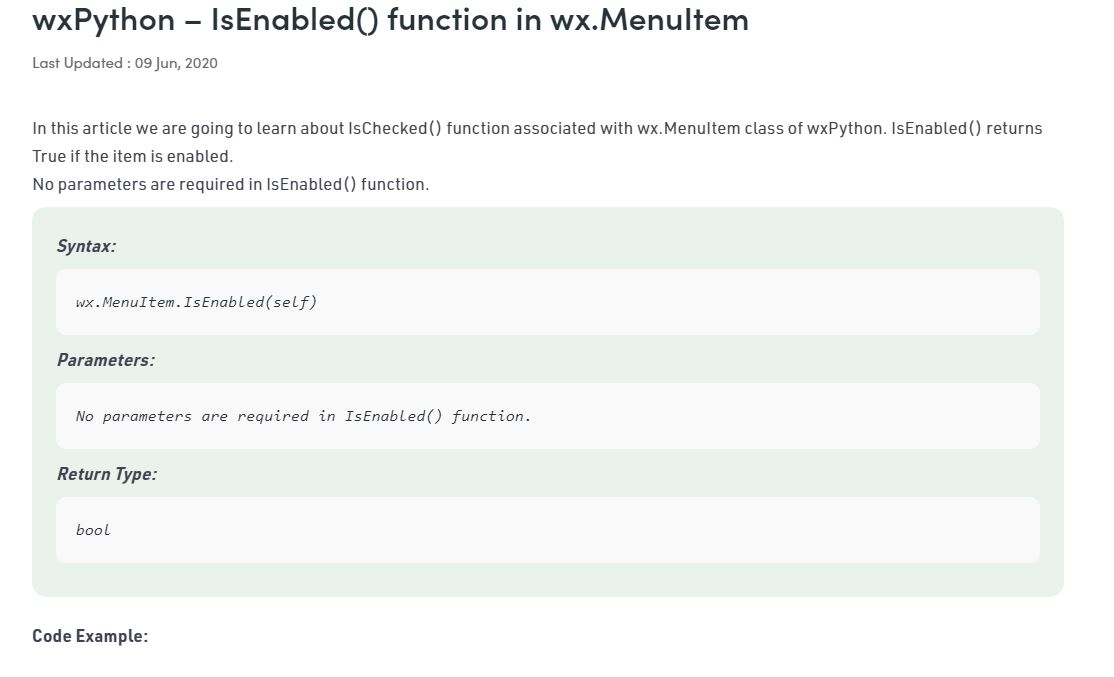 wxPython – IsEnabled() function in wx.MenuItem
Last Updated : 09 Jun, 2020
In this article we are going to learn about IsChecked() function associated with wx.MenuItem class of wxPython. IsEnabled() returns
True if the item is enabled.
No parameters are required in IsEnabled() function.
Syntax:
wx.MenuItem.IsEnabled(self)
Parameters:
No parameters are required in IsEnabled() function.
Return Type:
bool
Code Example: